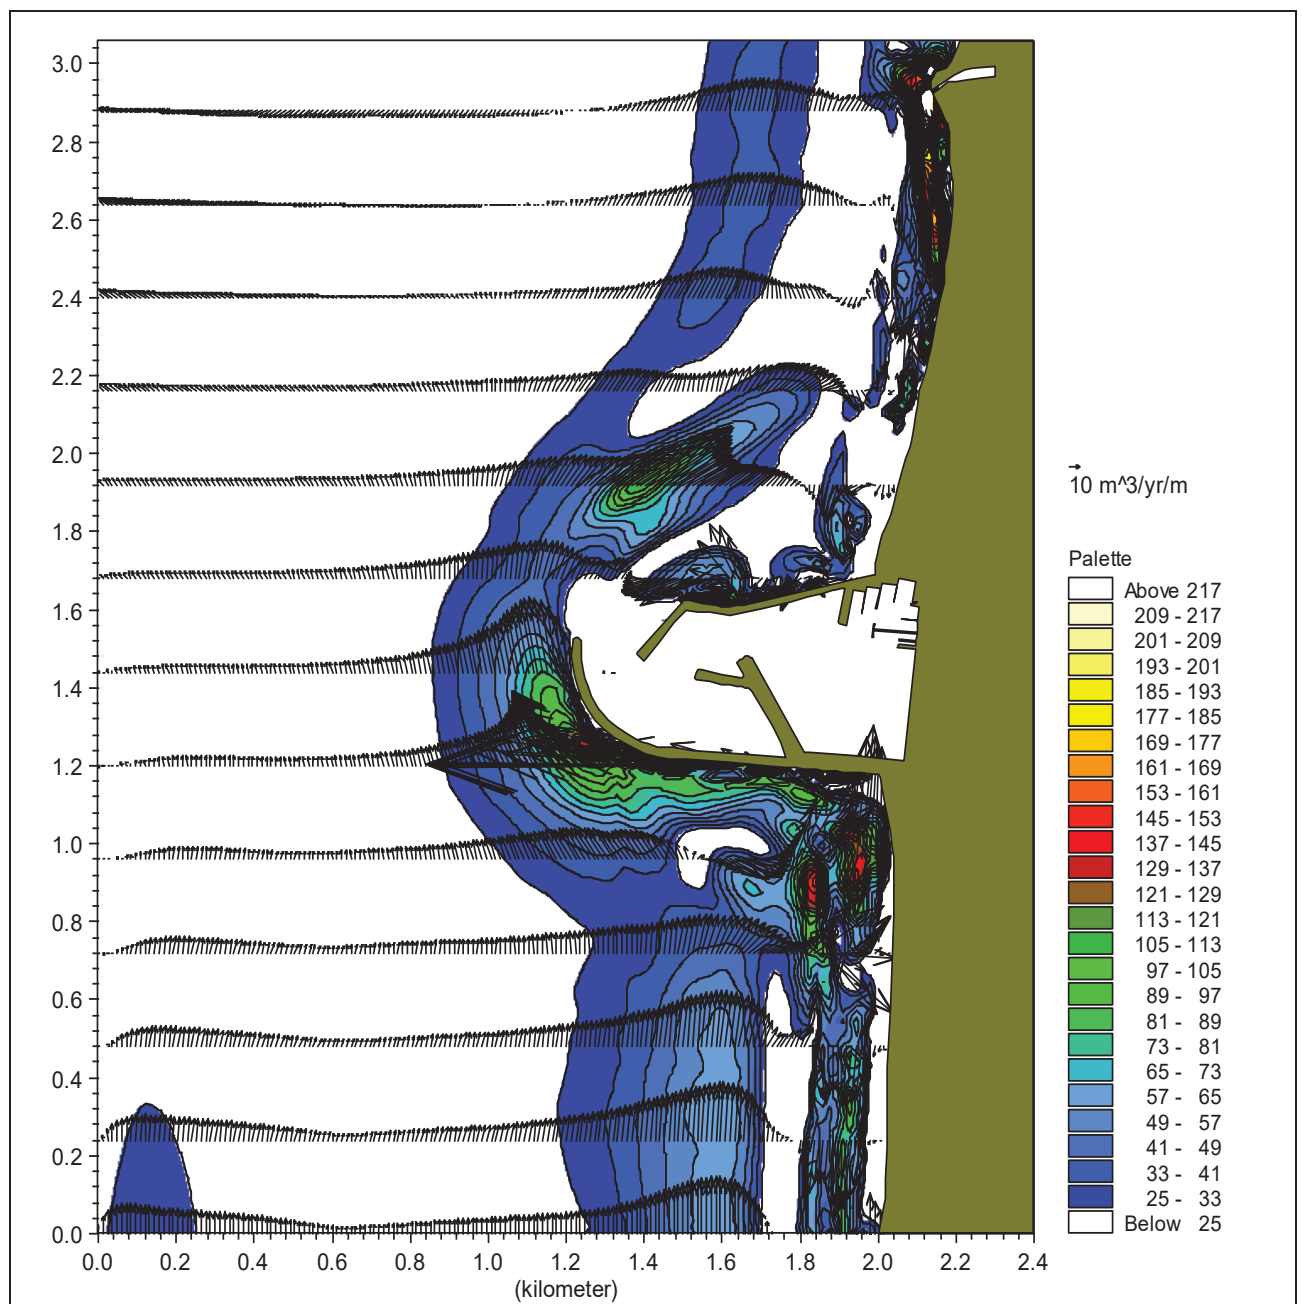 3.0
2.8
2.6
2.4
2.2
2.0
1.8
1.6
1.4
1.2
1.0
0.8
0.6
0.4
0.2
0.0
0.0 0.2 0.4 0.6 0.8 1.0 1.2 1.4 1.6 1.8 2.0 2.2 2.4
(kilometer)
10 m^3/yr/m
Palette
Above 217
209 - 217
201 - 209
193 - 201
185 - 193
177 - 185
169 - 177
161 - 169
153 - 161
145 - 153
137 - 145
129 - 137
121 - 129
113 - 121
105 - 113
97 - 105
89 - 97
81 - 89
73 - 81
65 - 73
57 - 65
49 - 57
41 - 49
33 - 41
25 - 33
Below 25